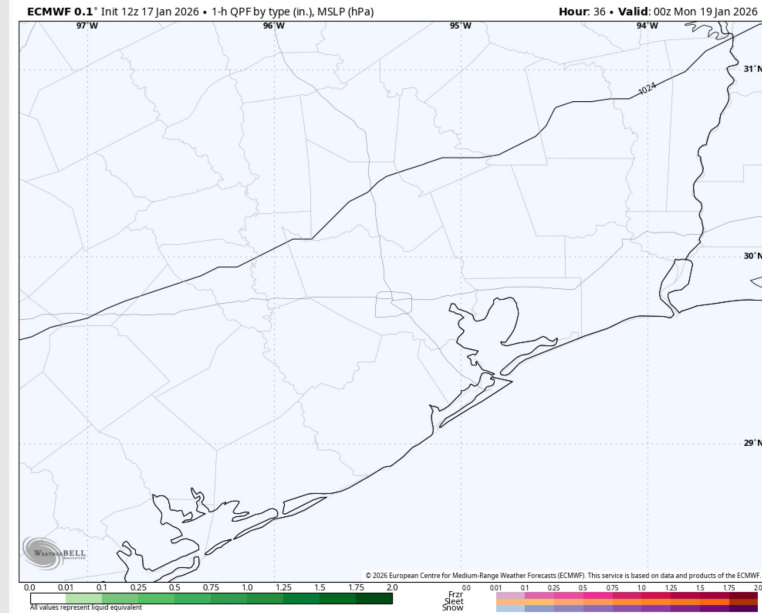 ECMWF 0.1° Init 12z 17 Jan 2026 • 1-h QPF by type (in.), MSLP (hPa)
Hour: 36 • Valid: 00z Mon 19 Jan 2026
97°W 96°W 95°W 94°W
31°N
1024
30°N
29°N
WEATHERBELL
© 2026 European Centre for Medium-Range Weather Forecasts (ECMWF). This service is based on data and products of the ECMWF.
0.0 0.01 0.1 0.25 0.5 0.75 1.0 1.25 1.5 1.75 2.0
0.0 0.01 0.1 0.25 0.5 0.75 1.0 1.25 1.5 1.75 2.0
Frzr
Sleet
Snow
All values represent liquid equivalent